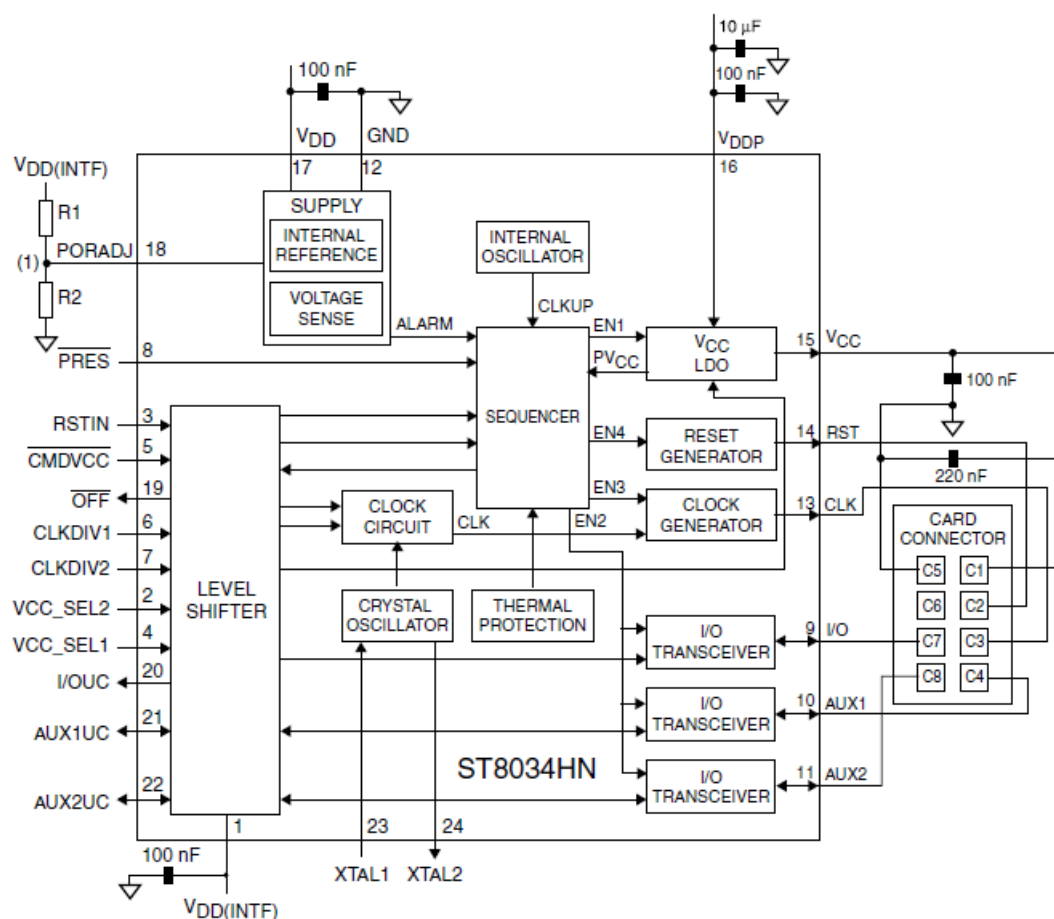 10 µF
100 nF
100 nF
VDD
GND
VDDP
17
12
16
VDD(INTF)
R1
SUPPLY
INTERNAL
REFERENCE
INTERNAL
OSCILLATOR
PORADJ
18
(1)
R2
VOLTAGE
SENSE
CLKUP
ALARM
EN1
VCC
LDO
15
VCC
PRES
8
PVCC
100 nF
RSTIN
3
SEQUENCER
CMDVCC
5
EN4
RESET
GENERATOR
14
RST
OFF
19
220 nF
EN3
CLOCK
CIRCUIT
CLK
EN2
CLOCK
GENERATOR
13
CLK
CLKDIV1
6
CARD
CONNECTOR
CLKDIV2
7
C5
C1
LEVEL
SHIFTER
VCC_SEL2
2
CRYSTAL
OSCILLATOR
THERMAL
PROTECTION
C6
C2
VCC_SEL1
4
I/O
TRANSCEIVER
9
I/O
C7
C3
I/OUC
20
C8
C4
AUX1UC
21
I/O
TRANSCEIVER
10
AUX1
ST8034HN
AUX2UC
22
I/O
TRANSCEIVER
11
AUX2
1
23
24
100 nF
XTAL1
XTAL2
VDD(INTF)